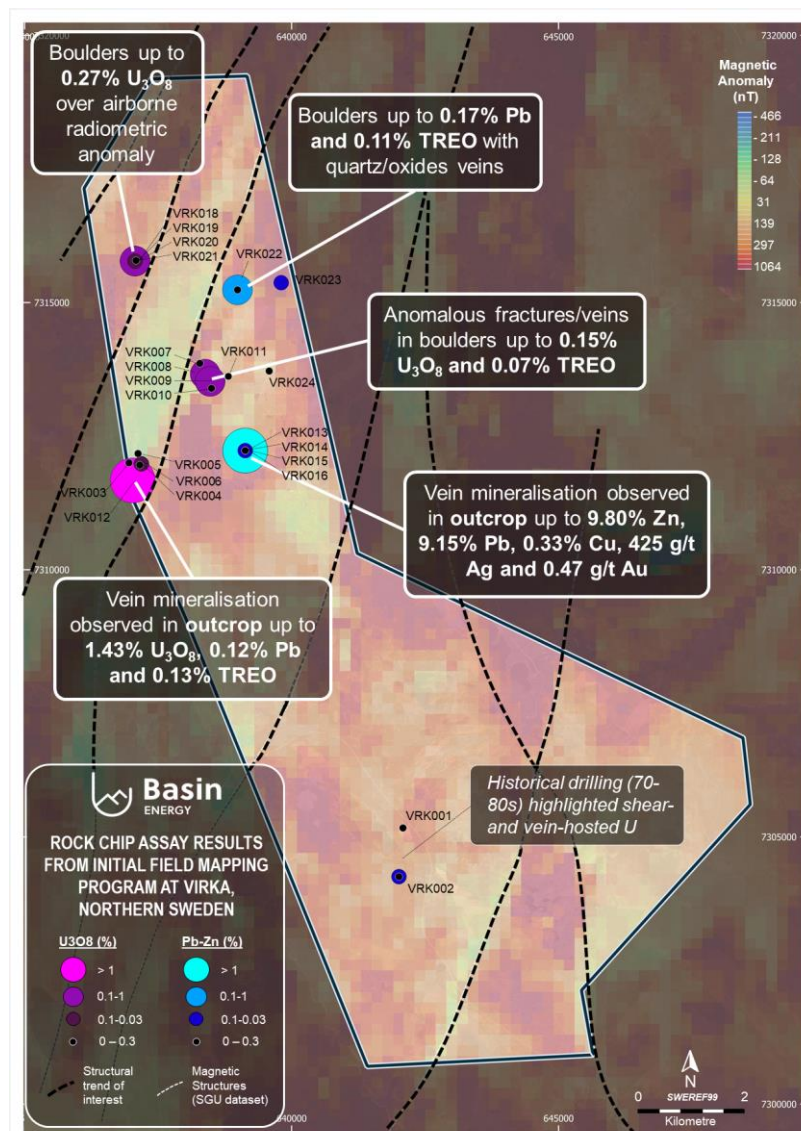 640000
645000
7320000
Boulders up to
0.27% U₃O₈
over airborne
radiometric
anomaly
Boulders up to 0.17% Pb
and 0.11% TREO with
quartz/oxides veins
Magnetic
Anomaly
(nT)
- 466
- 211
- 128
- 64
31
139
297
1064
VRK018
VRK019
VRK020
VRK021
VRK022
VRK023
7315000
7315000
Anomalous fractures/veins
in boulders up to 0.15%
U₃O₈ and 0.07% TREO
VRK007
VRK008
VRK009
VRK010
VRK011
VRK024
VRK013
VRK014
VRK015
VRK016
VRK005
VRK006
VRK004
VRK003
VRK012
Vein mineralisation observed
in outcrop up to 9.80% Zn,
9.15% Pb, 0.33% Cu, 425 g/t
Ag and 0.47 g/t Au
7310000
7310000
Vein mineralisation
observed in outcrop up to
1.43% U₃O₈, 0.12% Pb
and 0.13% TREO
Historical drilling (70-
80s) highlighted shear-
and vein-hosted U
VRK001
VRK002
7305000
Basin
ENERGY
ROCK CHIP ASSAY RESULTS
FROM INITIAL FIELD MAPPING
PROGRAM AT VIRKA,
NORTHERN SWEDEN
U3O8 (%)
Pb-Zn (%)
> 1
> 1
0.1-1
0.1-1
0.1-0.03
0.1-0.03
0 – 0.3
0 – 0.3
Structural
trend of
interest
Magnetic
Structures
(SGU dataset)
N
0 SWEREF99 2
Kilometre
7300000
640000
645000